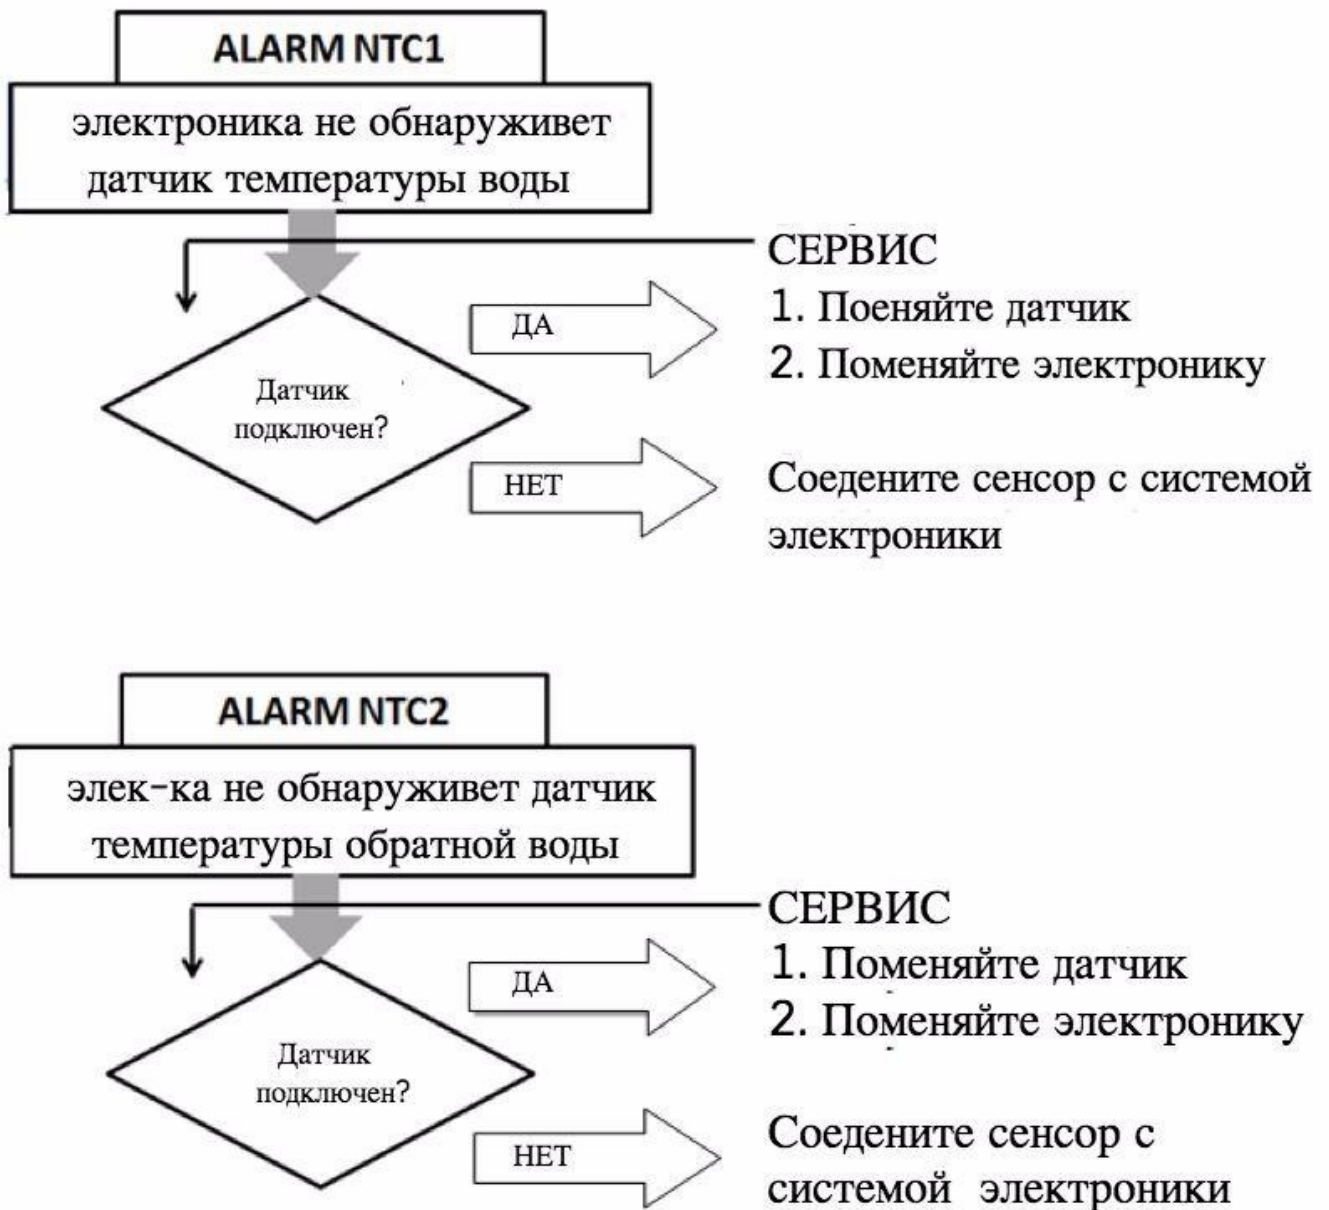 ALARM NTC1
электроника не обнаруживет
датчик температуры воды
СЕРВИС
1. Поеняйте датчик
2. Поменяйте электронику
ДА
Датчик
подключен?
НЕТ
Соедените сенсор с системой
электроники
ALARM NTC2
элек-ка не обнаруживет датчик
температуры обратной воды
СЕРВИС
1. Поменяйте датчик
2. Поменяйте электронику
ДА
Датчик
подключен?
НЕТ
Соедените сенсор с
системой электроники